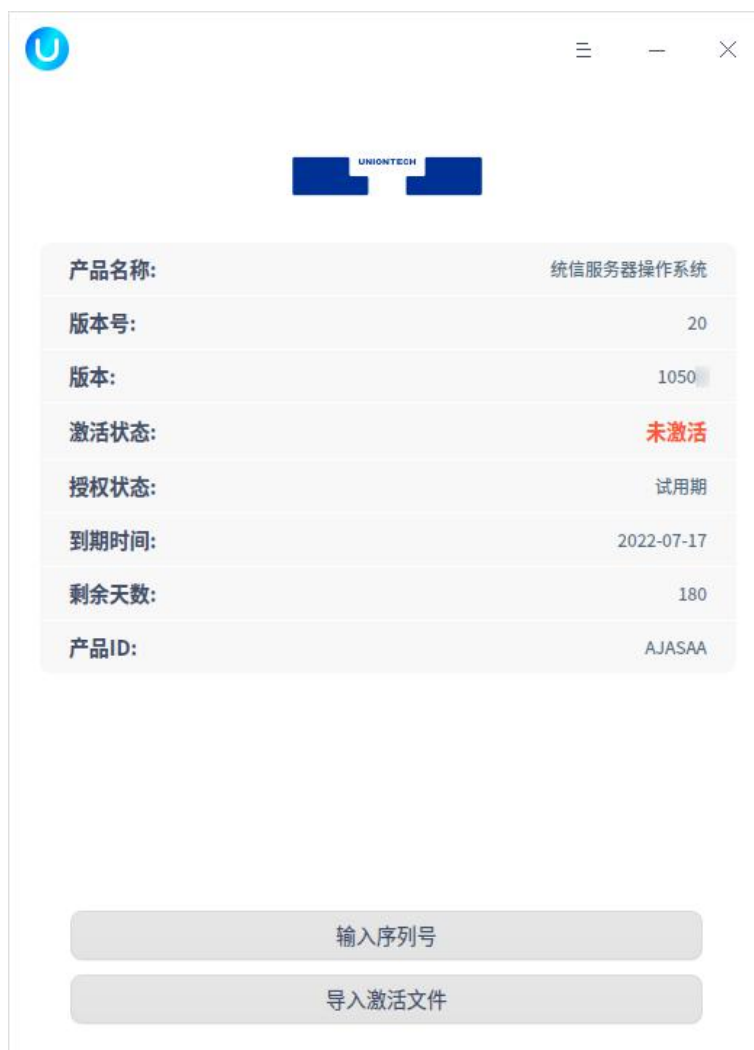 UNIONTECH
产品名称: 统信服务器操作系统
版本号: 20
版本: 1050
激活状态: 未激活
授权状态: 试用期
到期时间: 2022-07-17
剩余天数: 180
产品ID: AJASAA
输入序列号
导入激活文件